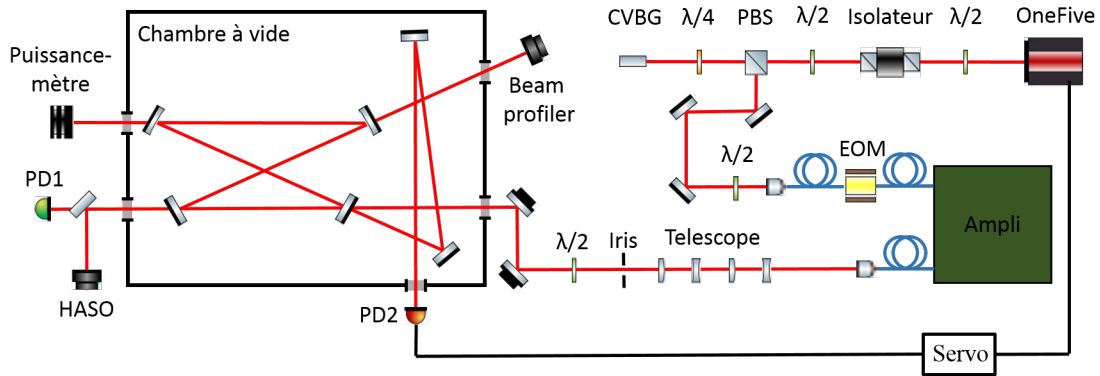 CVBG λ/4 PBS λ/2 Isolateur λ/2 OneFive
Chambre à vide
Puissance-
mètre
Beam
profiler
PD1
HASO
PD2
λ/2
EOM
Ampli
λ/2 Iris Telescope
Servo